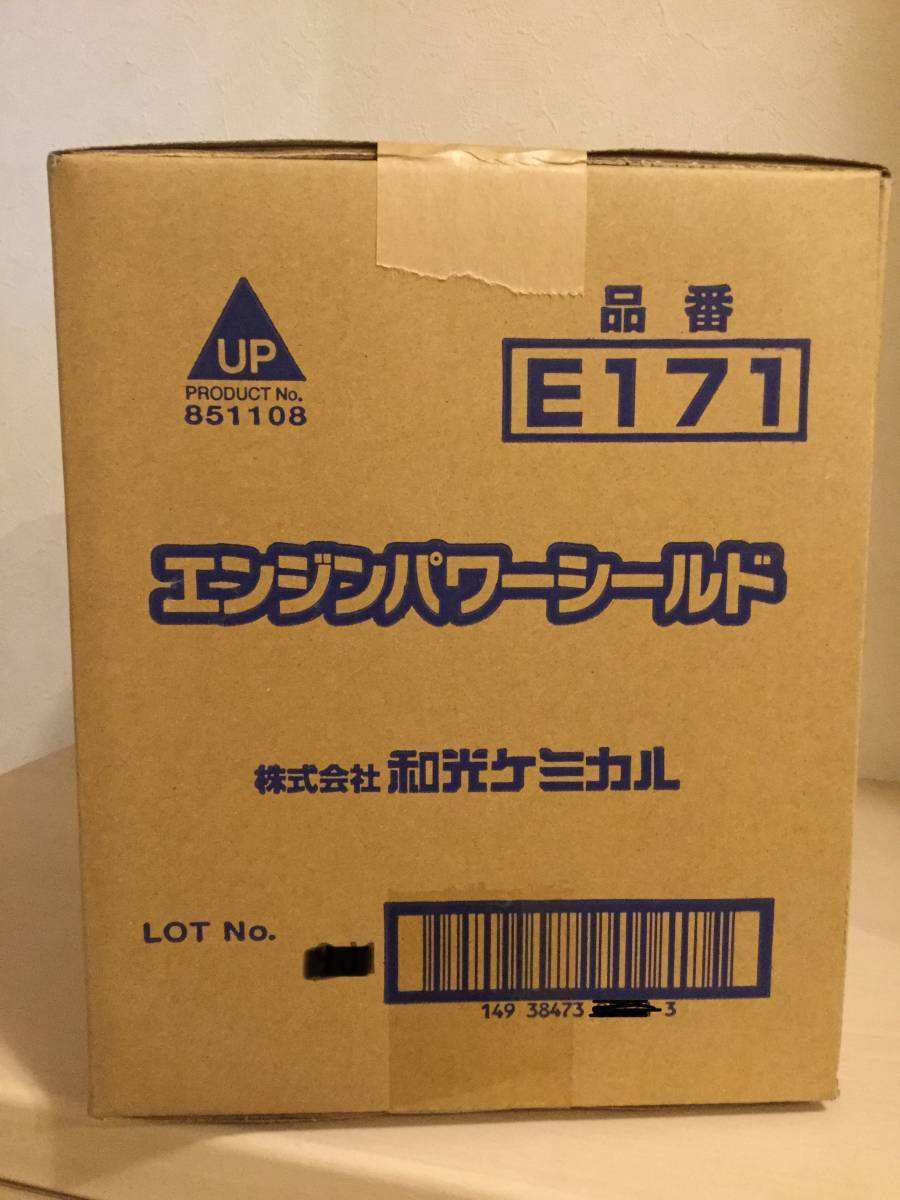 UP
PRODUCT No.
851108
品番
E171
エンジンパワーシールド
株式会社 和光ケミカル
LOT No.
149 38473 3